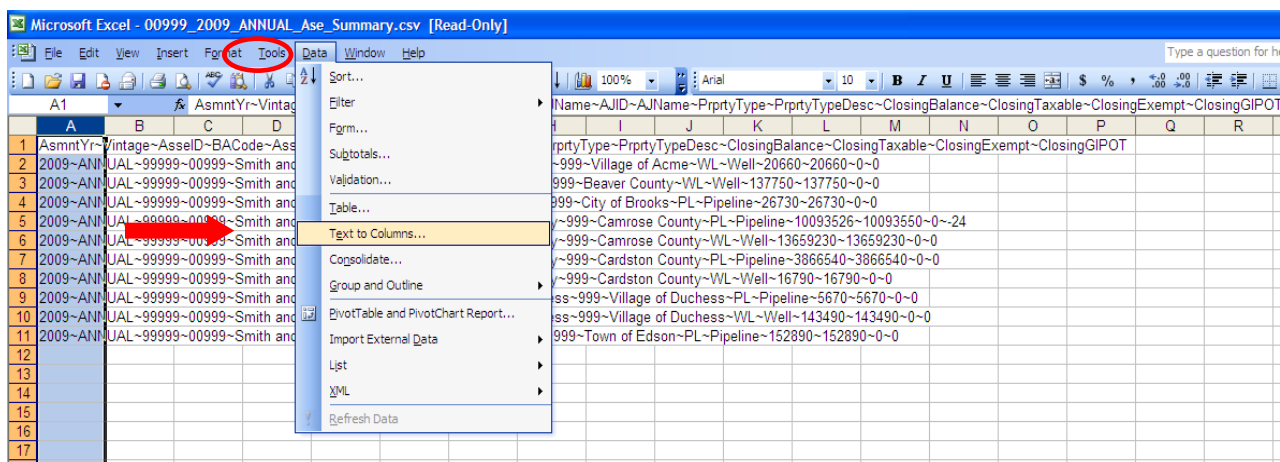 Microsoft Excel - 00999_2009_ANNUAL_Ase_Summary.csv [Read-Only]
File Edit View Insert Format Tools Data Window Help Type a question for h
100% Arial 10 B I U $ % ,
A1 fx AsmntYr~Vintag Name~AJID~AJName~PrprtyType~PrprtyTypeDesc~ClosingBalance~ClosingTaxable~ClosingExempt~ClosingGIPOT
A B C D H I J K L M N O P Q R
1 AsmntYr~Vintage~AsseID~BACode~Ass rprtyType~PrprtyTypeDesc~ClosingBalance~ClosingTaxable~ClosingExempt~ClosingGIPOT
2 2009~ANNUAL~99999~00999~Smith and ~999~Village of Acme~WL~Well~20660~20660~0~0
3 2009~ANNUAL~99999~00999~Smith and 999~Beaver County~WL~Well~137750~137750~0~0
4 2009~ANNUAL~99999~00999~Smith and 999~City of Brooks~PL~Pipeline~26730~26730~0~0
5 2009~ANNUAL~99999~00999~Smith and ~999~Camrose County~PL~Pipeline~10093526~10093550~0~-24
6 2009~ANNUAL~99999~00999~Smith and ~999~Camrose County~WL~Well~13659230~13659230~0~0
7 2009~ANNUAL~99999~00999~Smith and ~999~Cardston County~PL~Pipeline~3866540~3866540~0~0
8 2009~ANNUAL~99999~00999~Smith and ~999~Cardston County~WL~Well~16790~16790~0~0
9 2009~ANNUAL~99999~00999~Smith and ss~999~Village of Duchess~PL~Pipeline~5670~5670~0~0
10 2009~ANNUAL~99999~00999~Smith and ss~999~Village of Duchess~WL~Well~143490~143490~0~0
11 2009~ANNUAL~99999~00999~Smith and 999~Town of Edson~PL~Pipeline~152890~152890~0~0
12
13
14
15
16
17
Sort...
Filter
Form...
Subtotals...
Validation...
Table...
Text to Columns...
Consolidate...
Group and Outline
PivotTable and PivotChart Report...
Import External Data
List
XML
Refresh Data